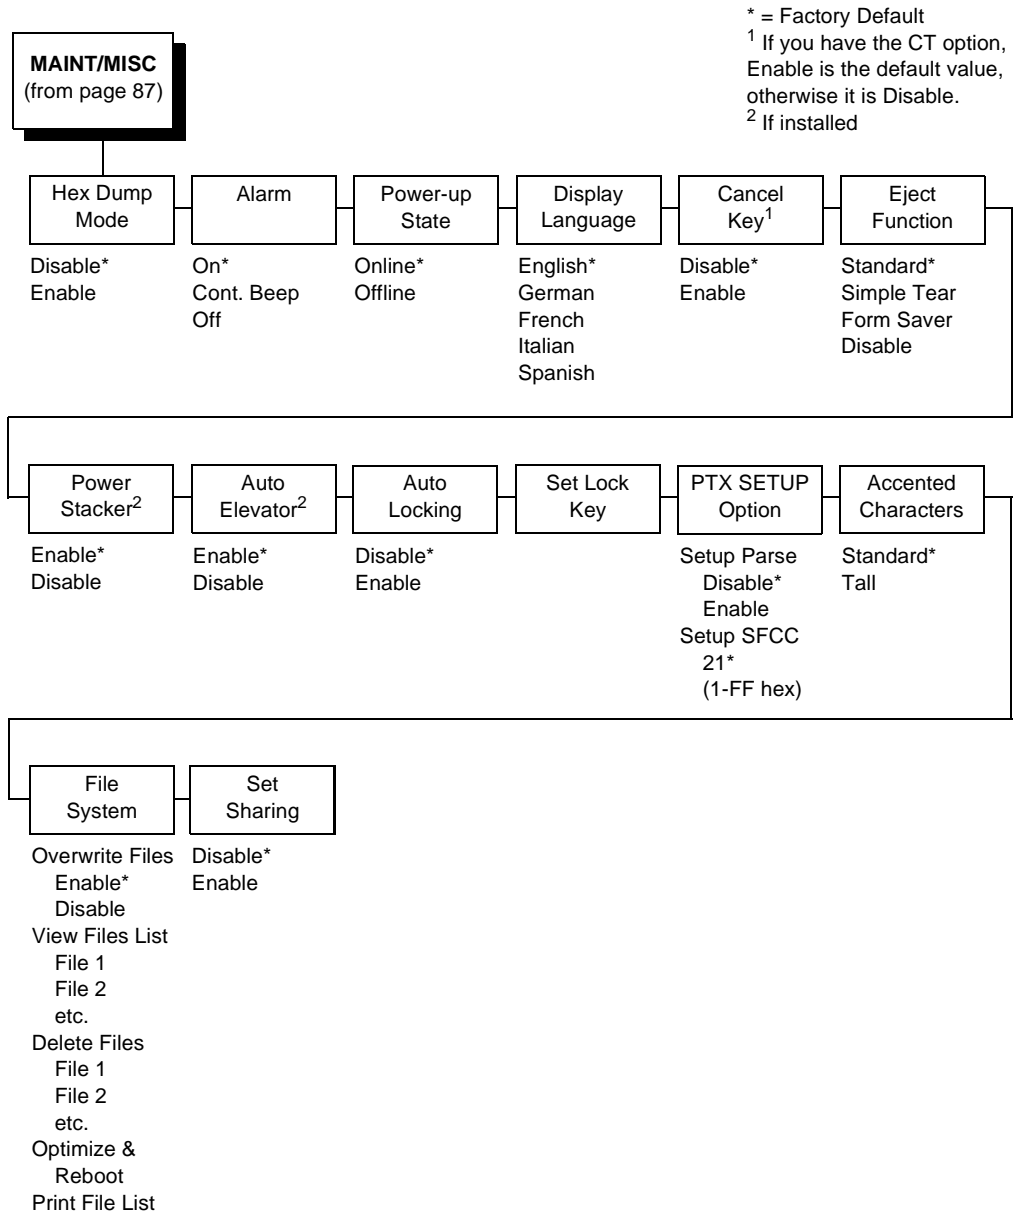 * = Factory Default
1 If you have the CT option,
Enable is the default value,
otherwise it is Disable.
2 If installed
MAINT/MISC
(from page 87)
Hex Dump
Mode
Disable*
Enable
Alarm
On*
Cont. Beep
Off
Power-up
State
Online*
Offline
Display
Language
English*
German
French
Italian
Spanish
Cancel
Key1
Disable*
Enable
Eject
Function
Standard*
Simple Tear
Form Saver
Disable
Power
Stacker2
Enable*
Disable
Auto
Elevator2
Enable*
Disable
Auto
Locking
Disable*
Enable
Set Lock
Key
PTX SETUP
Option
Setup Parse
Disable*
Enable
Setup SFCC
21*
(1-FF hex)
Accented
Characters
Standard*
Tall
File
System
Overwrite Files
Enable*
Disable
View Files List
File 1
File 2
etc.
Delete Files
File 1
File 2
etc.
Optimize &
Reboot
Print File List
Set
Sharing
Disable*
Enable